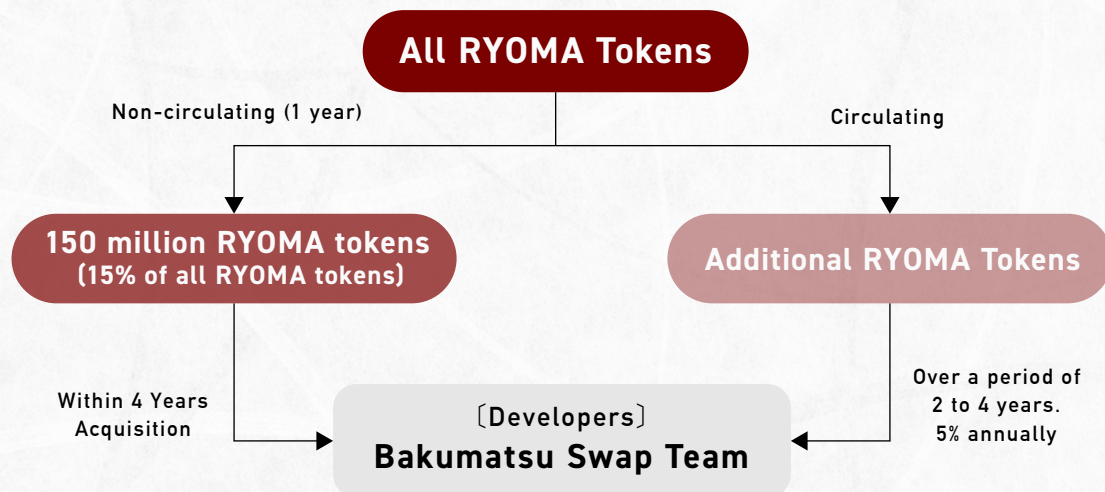 All RYOMA Tokens
Non-circulating (1 year)
Circulating
150 million RYOMA tokens
(15% of all RYOMA tokens)
Additional RYOMA Tokens
Within 4 Years
Acquisition
Over a period of
2 to 4 years.
5% annually
〔Developers〕
Bakumatsu Swap Team